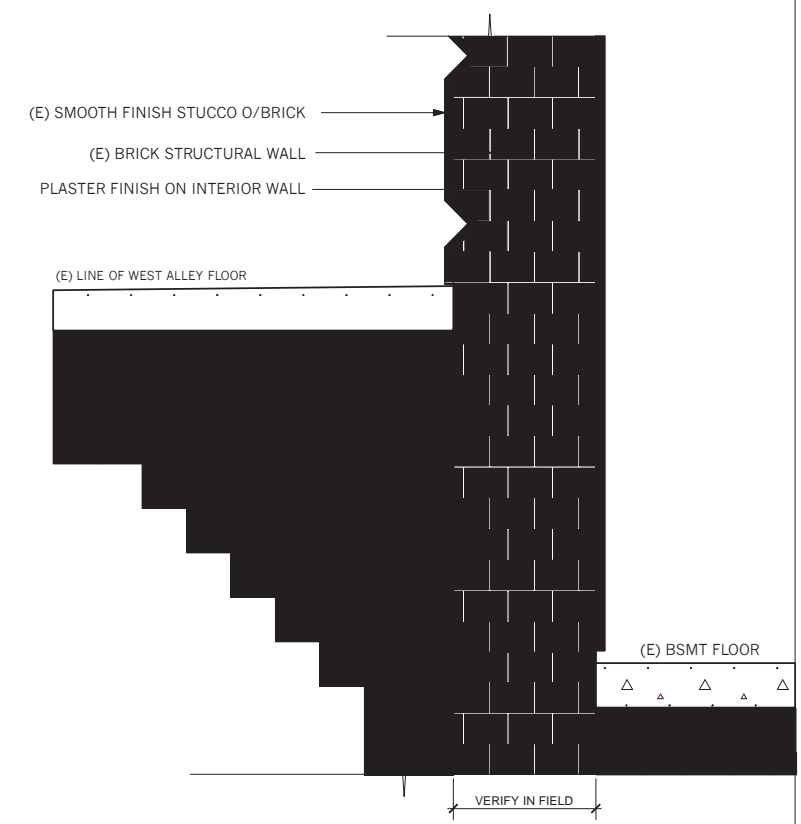 (E) SMOOTH FINISH STUCCO O/BRICK
(E) BRICK STRUCTURAL WALL
PLASTER FINISH ON INTERIOR WALL
(E) LINE OF WEST ALLEY FLOOR
(E) BSMT FLOOR
VERIFY IN FIELD